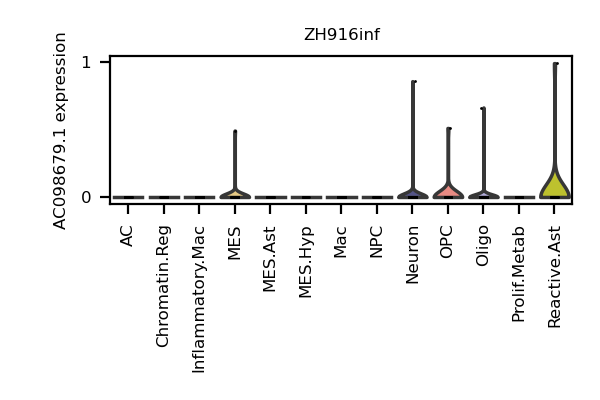 ZH916inf
AC098679.1 expression
1
0
AC
Chromatin.Reg
Inflammatory.Mac
MES
MES.Ast
MES.Hyp
Mac
NPC
Neuron
OPC
Oligo
Prolif.Metab
Reactive.Ast